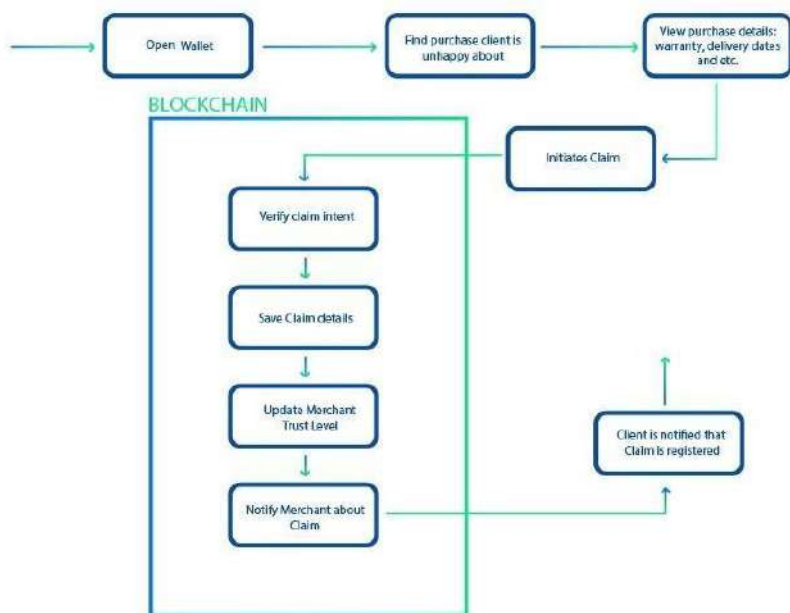 Open Wallet
Find purchase client is
unhappy about
View purchase details:
warranty, delivery dates
and etc.
BLOCKCHAIN
Initiates Claim
Verify claim intent
Save Claim details
Update Merchant
Trust Level
Client is notified that
Claim is registered
Notify Merchant about
Claim